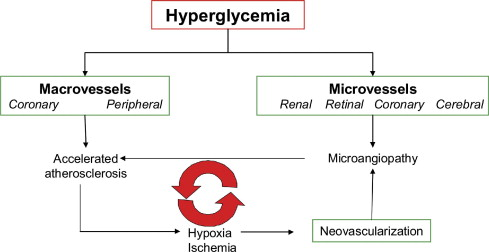 Hyperglycemia
Macrovessels
Coronary Peripheral
Microvessels
Renal Retinal Coronary Cerebral
Accelerated
atherosclerosis
Microangiopathy
Hypoxia
Ischemia
Neovascularization